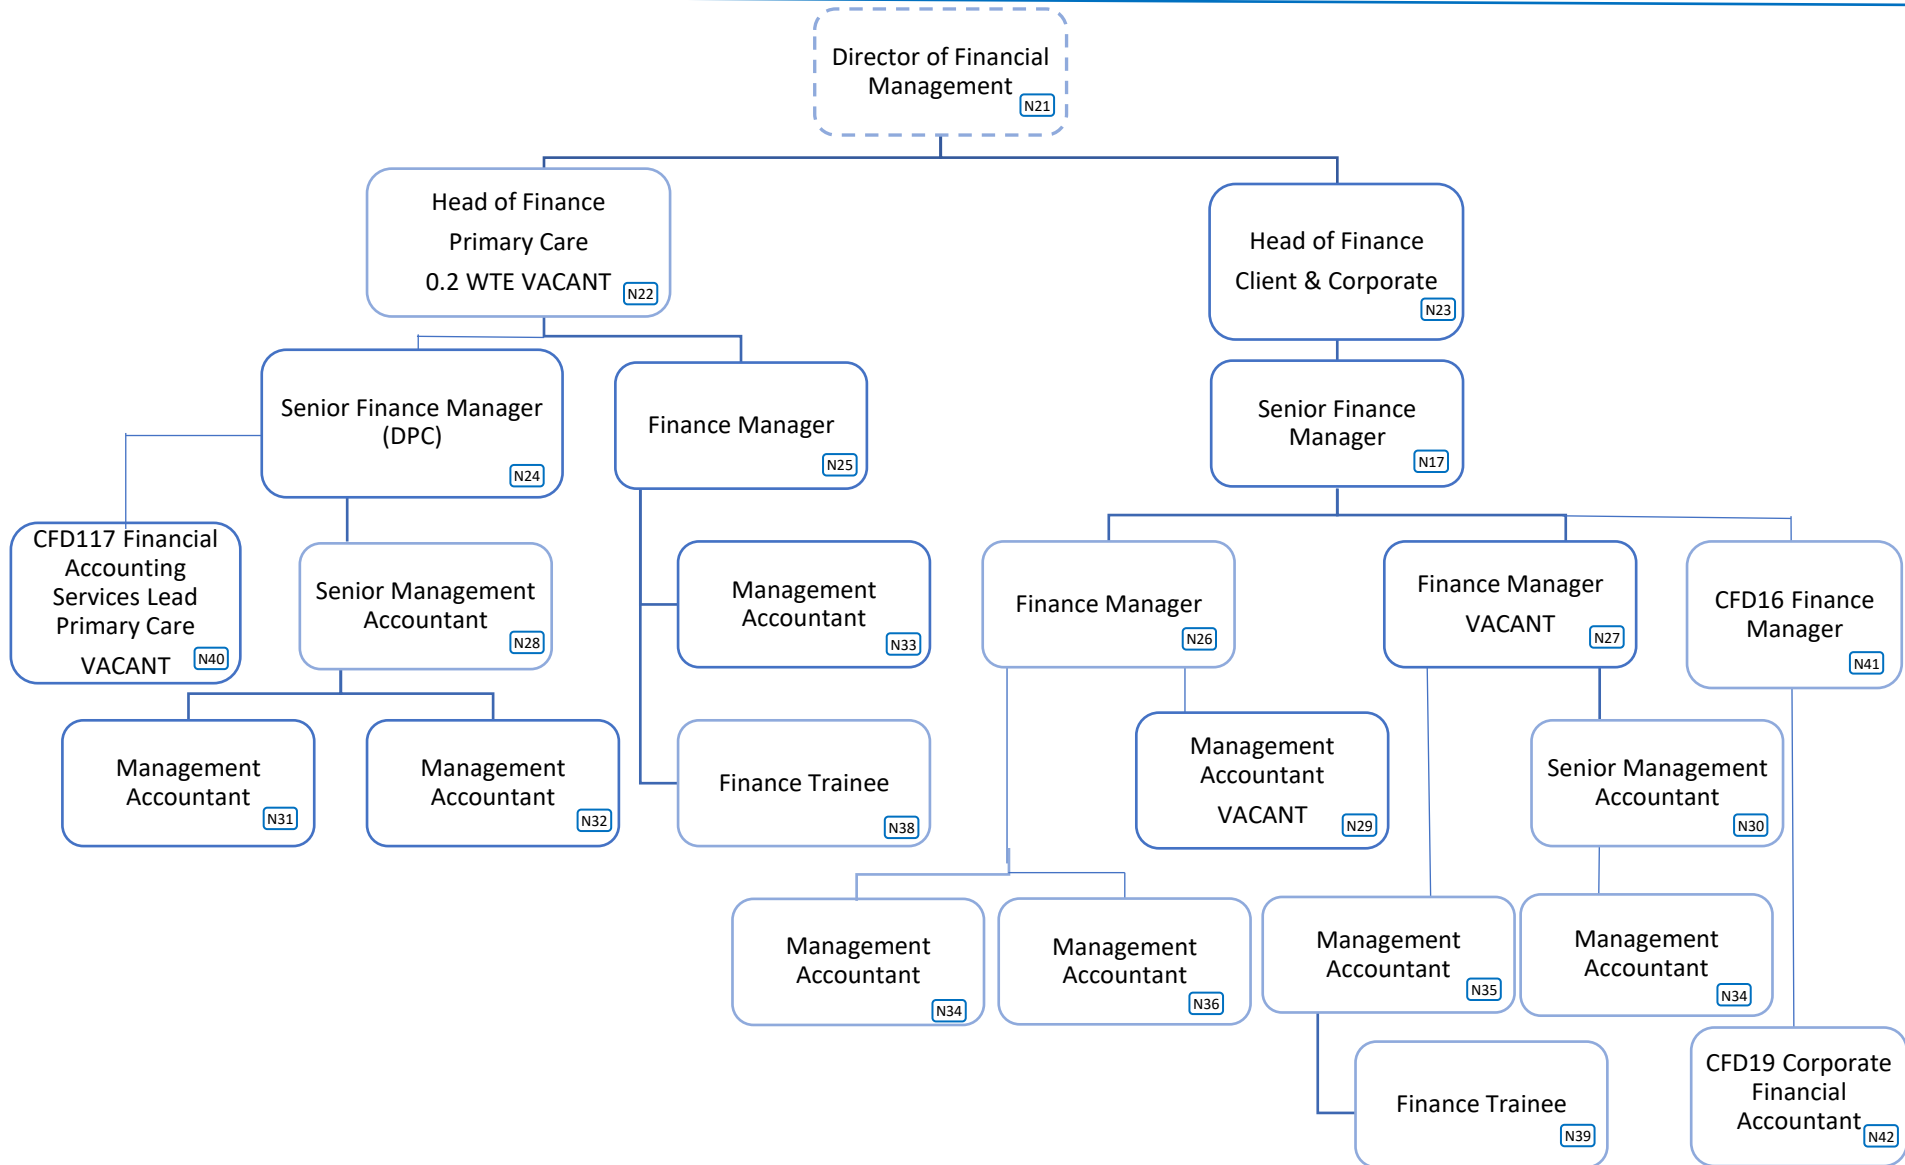 Director of Financial
Management
N21
Head of Finance
Primary Care
0.2 WTE VACANT
N22
Head of Finance
Client & Corporate
N23
Senior Finance Manager
(DPC)
N24
Finance Manager
N25
Senior Finance
Manager
N17
CFD117 Financial
Accounting
Services Lead
Primary Care
VACANT
N40
Senior Management
Accountant
N28
Management
Accountant
N33
Finance Manager
N26
Finance Manager
VACANT
N27
CFD16 Finance
Manager
N41
Management
Accountant
N31
Management
Accountant
N32
Finance Trainee
N38
Management
Accountant
VACANT
N29
Senior Management
Accountant
N30
Management
Accountant
N34
Management
Accountant
N36
Management
Accountant
N35
Management
Accountant
N34
Finance Trainee
N39
CFD19 Corporate
Financial
Accountant
N42